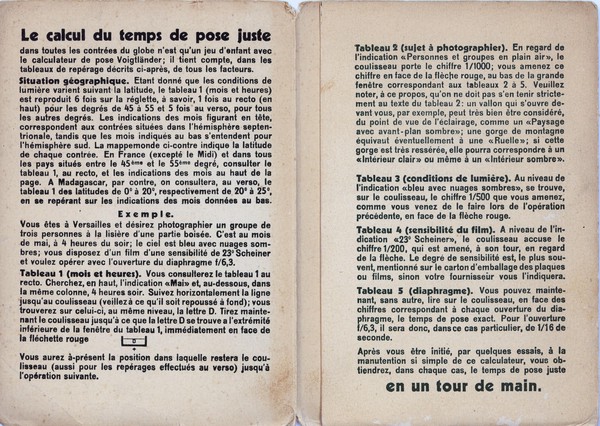 Le calcul du temps de pose juste
dans toutes les contrées du globe n'est qu'un jeu d'enfant avec
le calculateur de pose Voigtländer; il tient compte, dans les
tableaux de repérage décrits ci-après, de tous les facteurs.
Situation géographique. Etant donné que les conditions de
lumière varient suivant la latitude, le tableau 1 (mois et heures)
est reproduit 6 fois sur la réglette, à savoir, 1 fois au recto (en
haut) pour les degrés de 45 à 55 et 5 fois au verso, pour tous
les autres degrés. Les indications des mois figurant en tête,
correspondent aux contrées situées dans l'hémisphère septen-
trionale, tandis que les mois indiqués au bas s'entendent pour
l'hémisphère sud. La mappemonde ci-contre indique la latitude
de chaque contrée. En France (excepté le Midi) et dans tous
les pays situés entre le 45ème et le 55ème degré, consulter le
tableau 1, au recto, et les indications des mois au haut de la
page. A Madagascar, par contre, on consultera, au verso, le
tableau 1 des latitudes de 0° à 20°, respectivement de 20° à 25°,
en se repérant sur les indications des mois données au bas.
Exemple.
Vous êtes à Versailles et désirez photographier un groupe de
trois personnes à la lisière d'une partie boisée. C'est au mois
de mai, à 4 heures du soir; le ciel est bleu avec nuages som-
bres; vous disposez d'un film d'une sensibilité de 23° Scheiner
et voulez opérer avec l'ouverture du diaphragme f/6,3.
Tableau 1 (mois et heures). Vous consulterez le tableau 1 au
recto. Cherchez, en haut, l'indication «Mai», et, au-dessous, dans
la même colonne, 4 heures soir. Suivez horizontalement la ligne
jusqu'au coulisseau (veillez à ce qu'il soit repoussé à fond); vous
trouverez sur celui-ci, au même niveau, la lettre D. Tirez mainte-
nant le coulisseau jusqu'à ce que la lettre D se trouve à l'extrémité
inférieure de la fenêtre du tableau 1, immédiatement en face de
la fléchette rouge
Vous aurez à-présent la position dans laquelle restera le cou-
lisseau (aussi pour les repérages effectués au verso) jusqu'à
l'opération suivante.
Tableau 2 (sujet à photographier). En regard de
l'indication «Personnes et groupes en plain air», le
coulisseau porte le chiffre 1/1000; vous amenez ce
chiffre en face de la flèche rouge, au bas de la grande
fenêtre correspondant aux tableaux 2 à 5. Veuillez
noter, à ce propos, qu'on ne doit pas s'en tenir stricte-
ment au texte du tableau 2: un vallon qui s'ouvre de-
vant vous, par exemple, peut très bien être considéré,
du point de vue de l'éclairage, comme un «Paysage
avec avant-plan sombre»; une gorge de montagne
équivaut éventuellement à une «Ruelle»; si cette
gorge est très resserrée, elle pourra correspondre à un
«Intérieur clair» ou même à un «Intérieur sombre».
Tableau 3 (conditions de lumière). Au niveau de
l'indication «bleu avec nuages sombres», se trouve,
sur le coulisseau, le chiffre 1/500 que vous amenez,
comme vous venez de le faire lors de l'opération
précédente, en face de la flèche rouge.
Tableau 4 (sensibilité du film). A niveau de l'in-
dication «23° Scheiner», le coulisseau accuse le
chiffre 1/200, qui est amené, à son tour, en regard
de la flèche. Le degré de sensibilité est, le plus sou-
vent, mentionné sur le carton d'emballage des plaques
ou films, sinon votre fournisseur vous l'indiquera.
Tableau 5 (diaphragme). Vous pouvez mainte-
nant, sans autre, lire sur le coulisseau, en face des
chiffres correspondant à chaque ouverture du dia-
phragme, le temps de pose exact. Pour l'ouverture
f/6,3, il sera donc, dans ce cas particulier, de 1/16 de
seconde.
Après vous être initié, par quelques essais, à la
manutention si simple de ce calculateur, vous ob-
tiendrez, dans chaque cas, le temps de pose juste
en un tour de main.